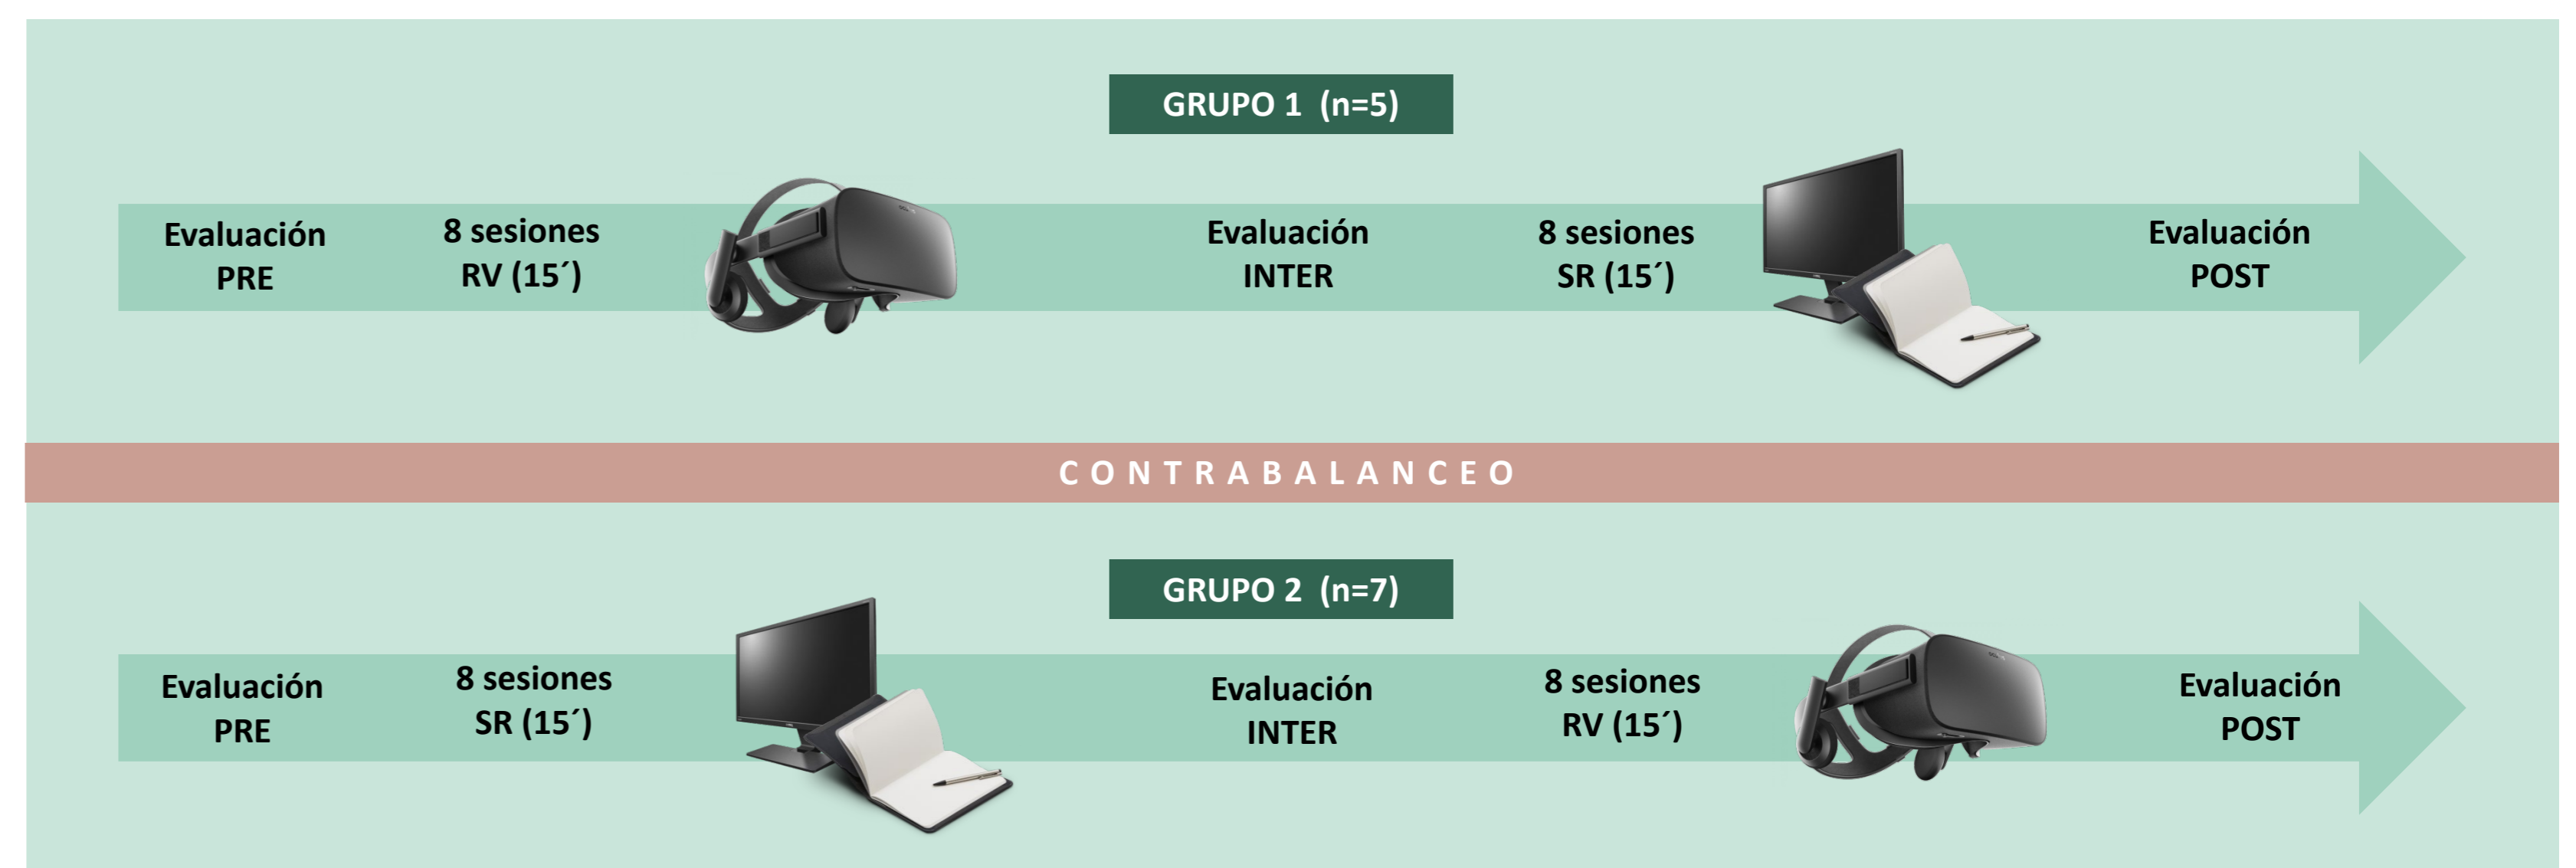 GRUPO 1 (n=5)
Evaluación
PRE
8 sesiones
RV (15´)
Evaluación
INTER
8 sesiones
SR (15´)
Evaluación
POST
CONTRABALANCEO
GRUPO 2 (n=7)
Evaluación
PRE
8 sesiones
SR (15´)
Evaluación
INTER
8 sesiones
RV (15´)
Evaluación
POST